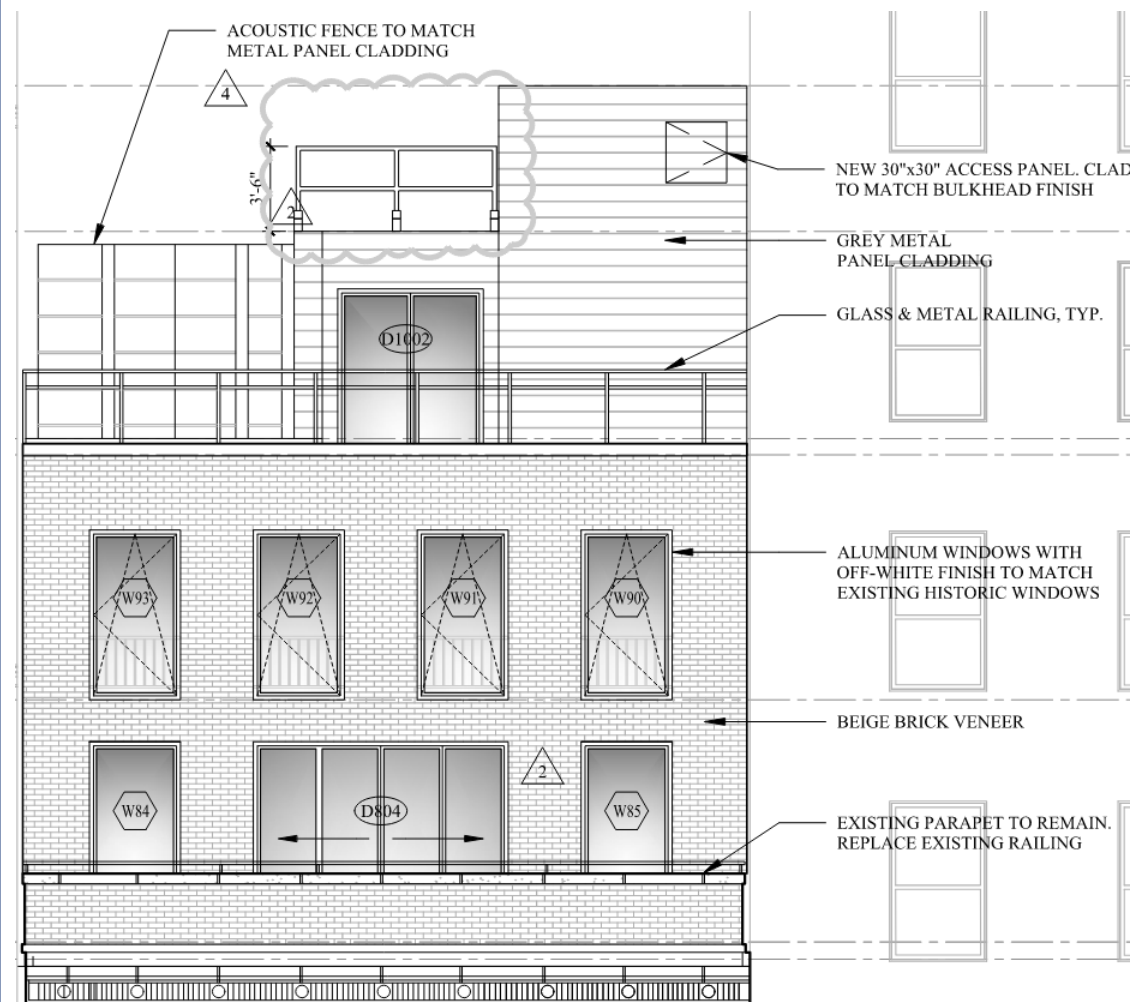 ACOUSTIC FENCE TO MATCH
METAL PANEL CLADDING
4
3'-6"
2
NEW 30"x30" ACCESS PANEL. CLAD
TO MATCH BULKHEAD FINISH
GREY METAL
PANEL CLADDING
GLASS & METAL RAILING, TYP.
D1002
ALUMINUM WINDOWS WITH
OFF-WHITE FINISH TO MATCH
EXISTING HISTORIC WINDOWS
W93 W92 W91 W90
BEIGE BRICK VENEER
2
W84 D804 W85
EXISTING PARAPET TO REMAIN.
REPLACE EXISTING RAILING